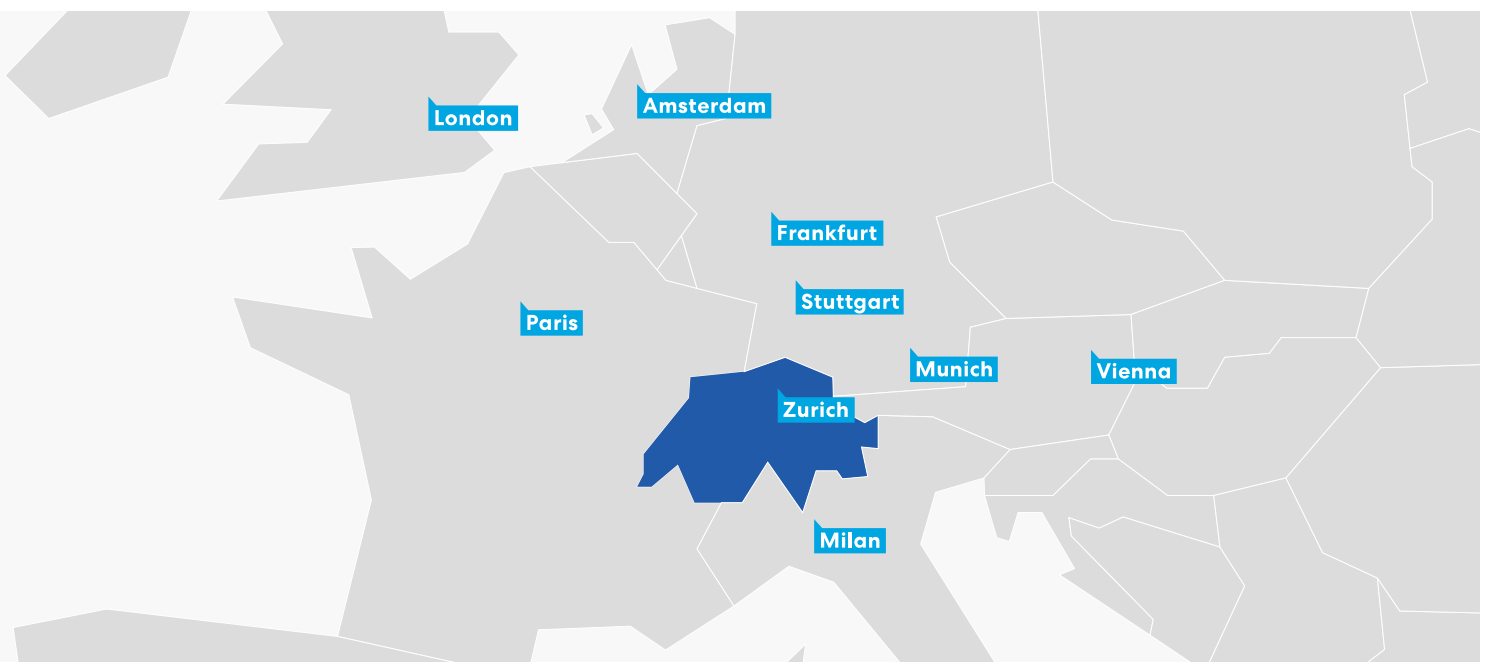 Amsterdam
London
Frankfurt
Stuttgart
Paris
Munich
Vienna
Zurich
Milan